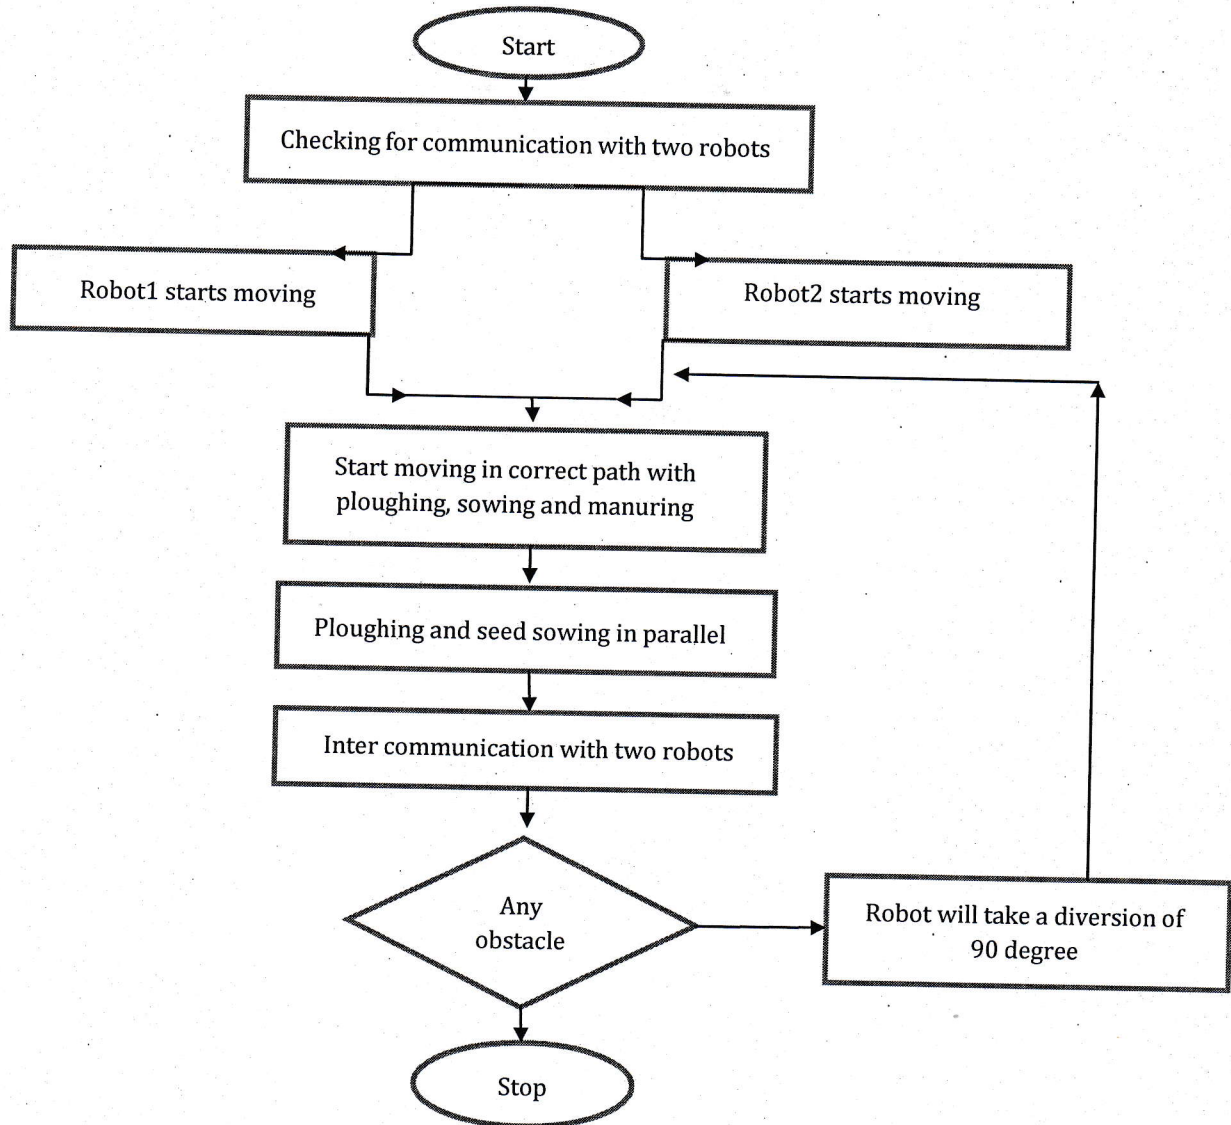 Start
Checking for communication with two robots
Robot1 starts moving
Robot2 starts moving
Start moving in correct path with
ploughing, sowing and manuring
Ploughing and seed sowing in parallel
Inter communication with two robots
Any
obstacle
Robot will take a diversion of
90 degree
Stop